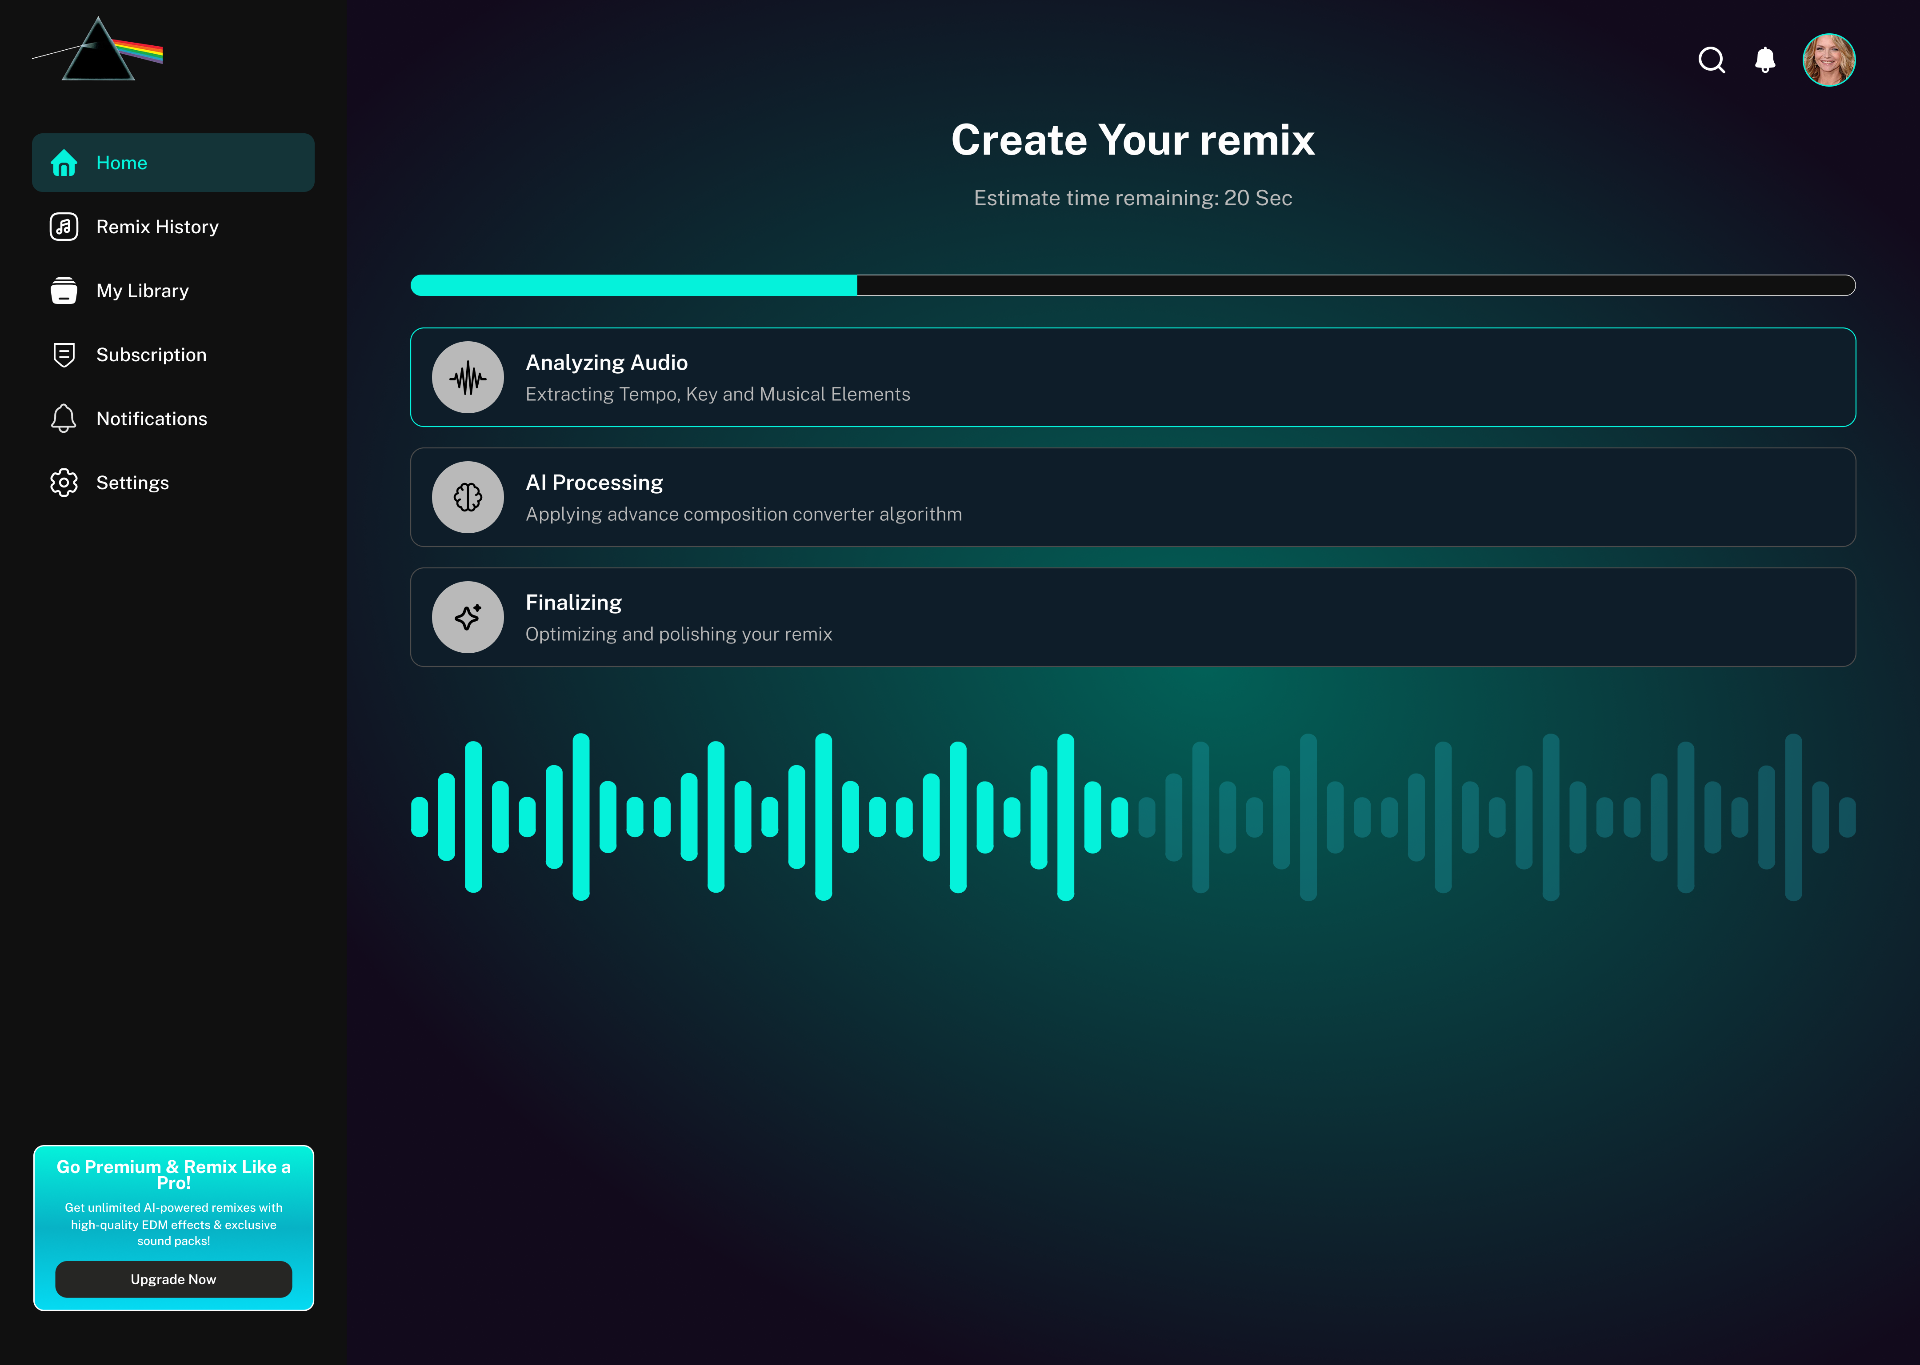 Home
Remix History
My Library
Subscription
Notifications
Settings
Go Premium & Remix Like a
Pro!
Get unlimited AI-powered remixes with
high-quality EDM effects & exclusive
sound packs!
Upgrade Now
Create Your remix
Estimate time remaining: 20 Sec
Analyzing Audio
Extracting Tempo, Key and Musical Elements
AI Processing
Applying advance composition converter algorithm
Finalizing
Optimizing and polishing your remix